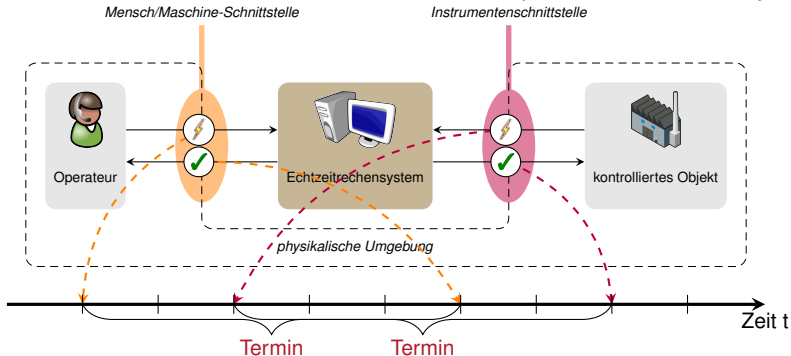 Mensch/Maschine-Schnittstelle
Instrumentenschnittstelle
Operateur
Echtzeitrechensystem
kontrolliertes Objekt
physikalische Umgebung
Zeit t
Termin
Termin